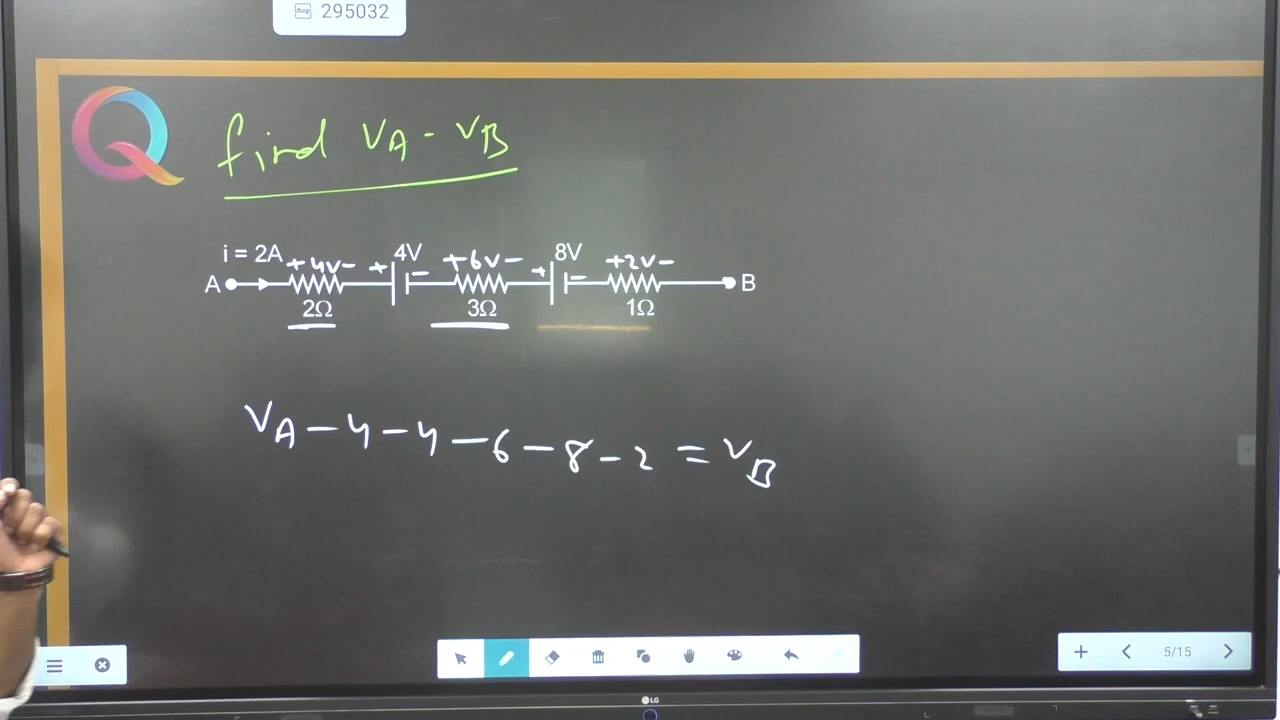 295032
find VA - VB
i = 2A +4V- + 4V - +6V- + 8V - +2V-
A B
2Ω 3Ω 1Ω
VA - 4 - 4 - 6 - 8 - 2 = VB
5/15
LG